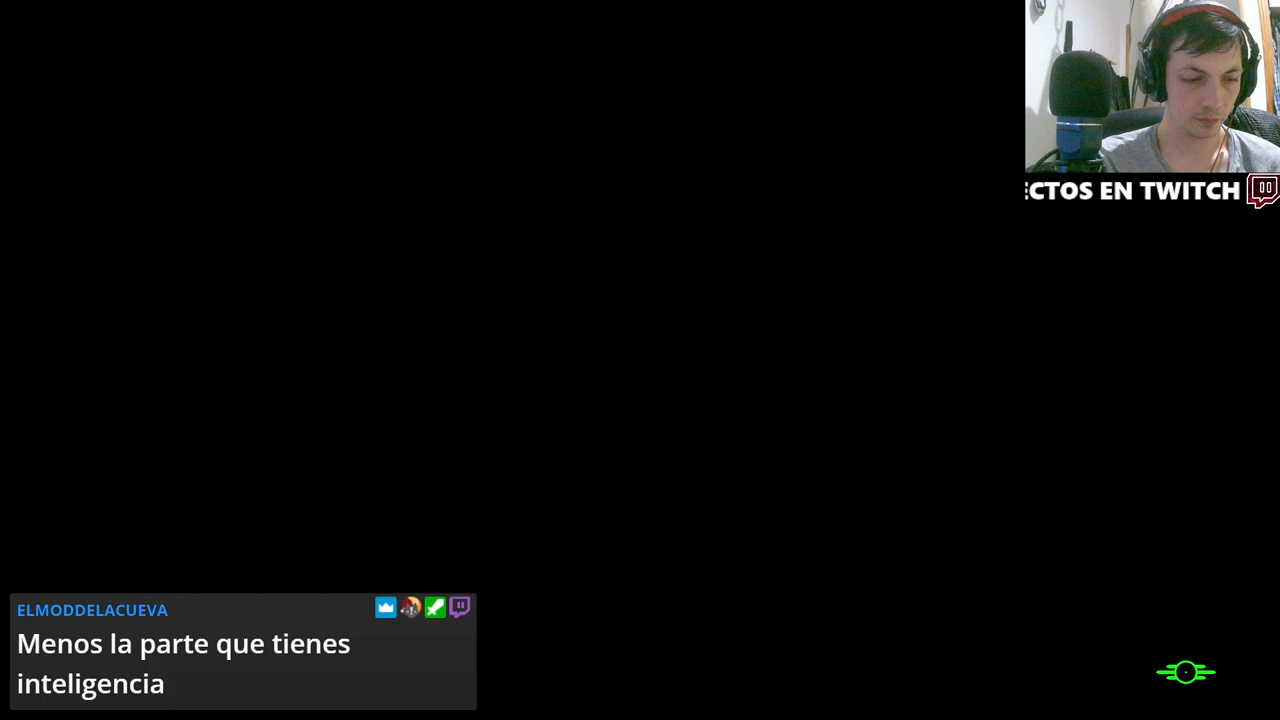 ECTOS EN TWITCH
ELMODDELACUEVA
Menos la parte que tienes
inteligencia